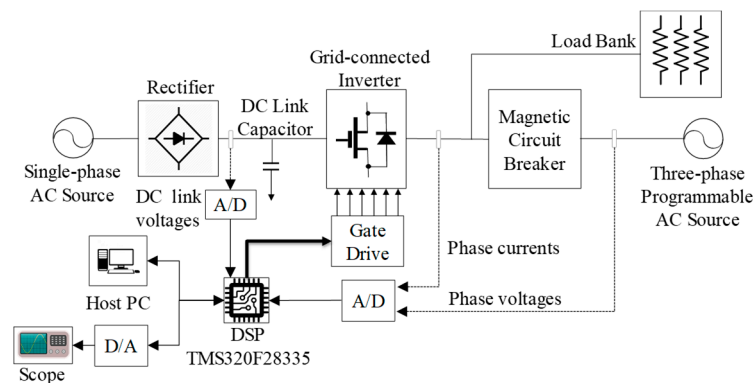 Load Bank
Grid-connected
Inverter
Rectifier
DC Link
Capacitor
Magnetic
Circuit
Breaker
Single-phase
AC Source
Three-phase
Programmable
AC Source
DC link
voltages
A/D
Gate
Drive
Phase currents
Host PC
A/D
Phase voltages
DSP
TMS320F28335
D/A
Scope